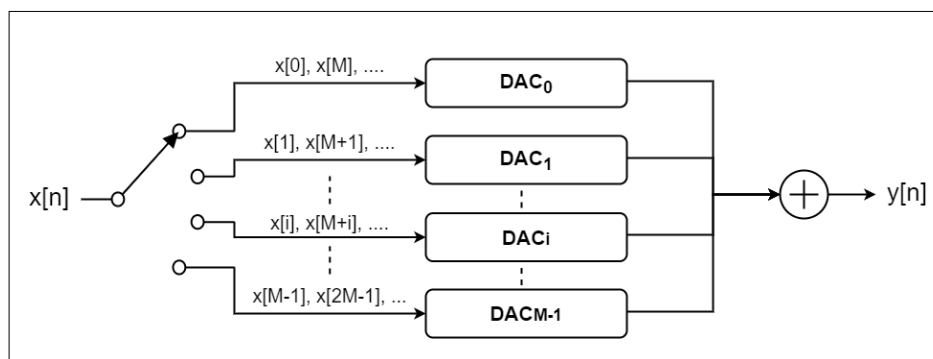 x[0], x[M], ....
DAC0
x[1], x[M+1], ....
DAC1
x[n]
y[n]
x[i], x[M+i], ....
DACi
x[M-1], x[2M-1], ...
DACM-1